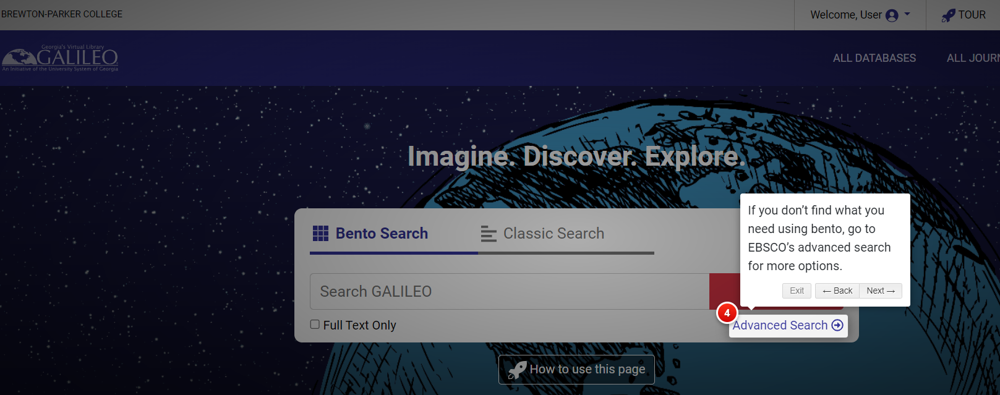 BREWTON-PARKER COLLEGE
Welcome, User
TOUR
Georgia's Virtual Library
GALILEO
An Initiative of the University System of Georgia
ALL DATABASES
ALL JOURN
Imagine. Discover. Explore.
Bento Search
Classic Search
If you don’t find what you
need using bento, go to
EBSCO’s advanced search
for more options.
Exit
← Back
Next →
Search GALILEO
4
Full Text Only
Advanced Search
How to use this page